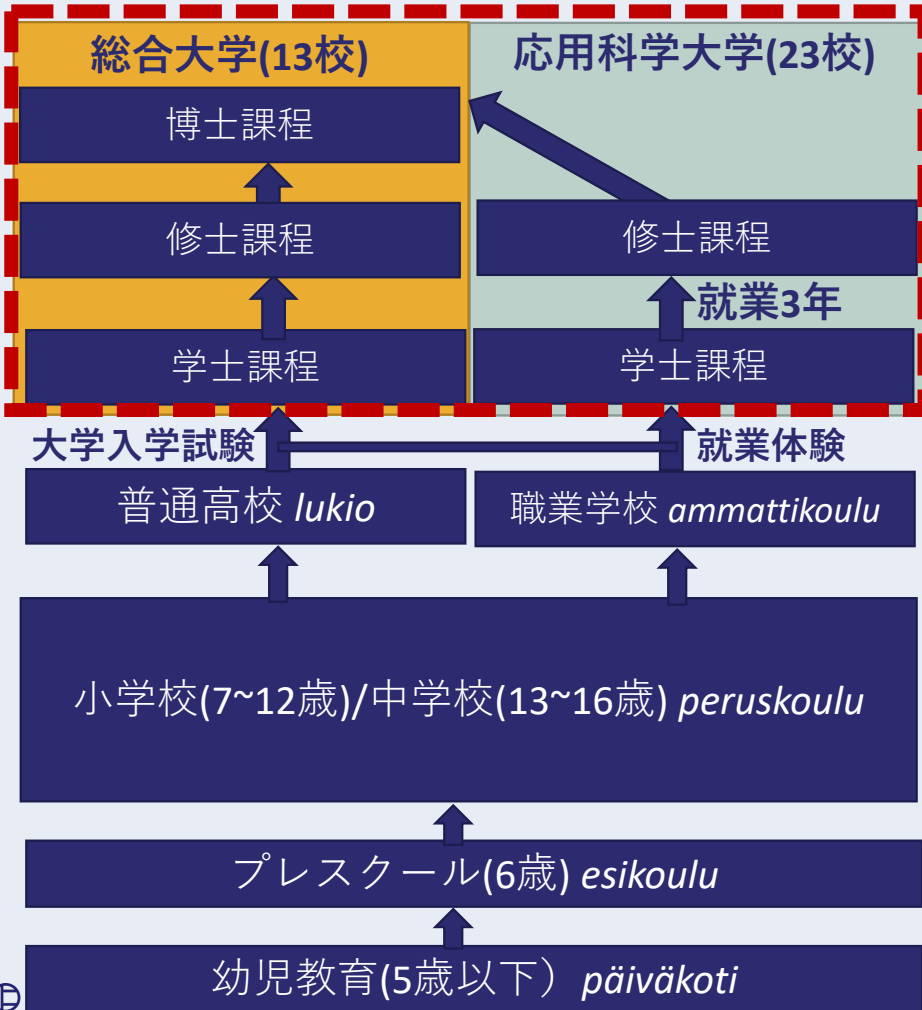 総合大学(13校)
応用科学大学(23校)
博士課程
修士課程
修士課程
就業3年
学士課程
学士課程
大学入学試験
就業体験
普通高校 lukio
職業学校 ammattikoulu
小学校(7~12歳)/中学校(13~16歳) peruskoulu
プレスクール(6歳) esikoulu
幼児教育(5歳以下） päiväkoti